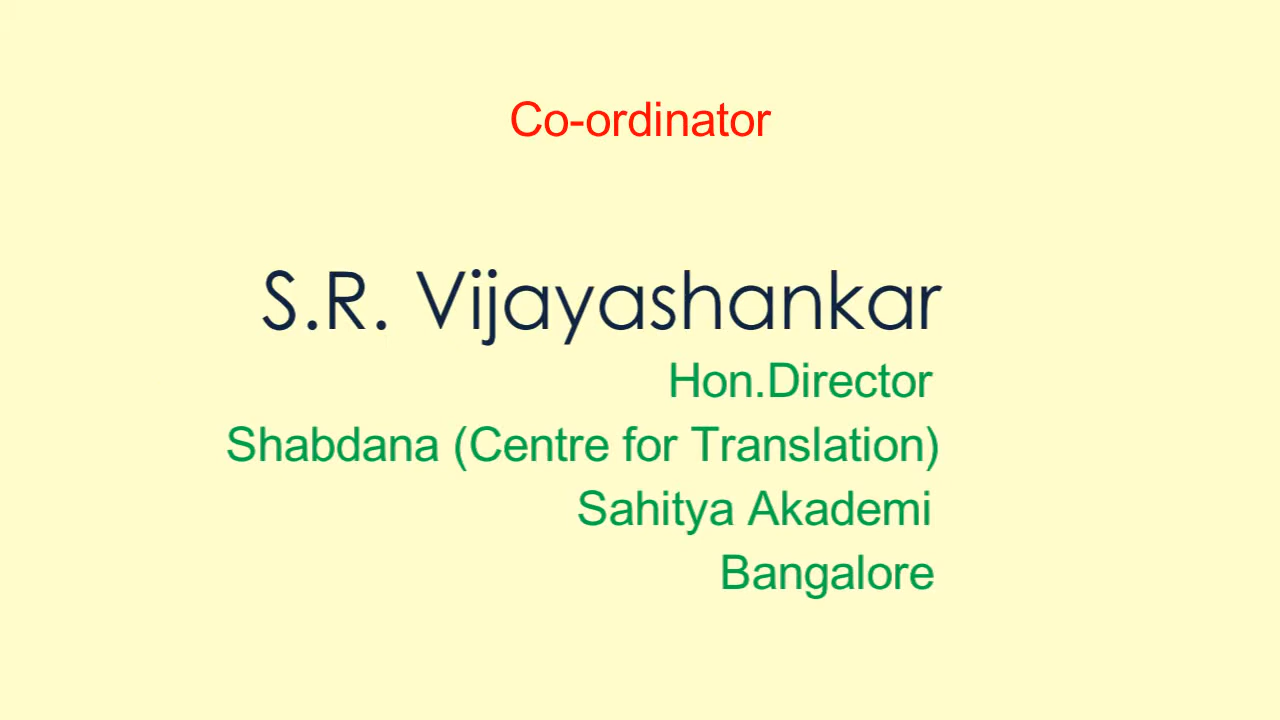 Co-ordinator
S.R. Vijayashankar
Hon.Director
Shabdana (Centre for Translation)
Sahitya Akademi
Bangalore